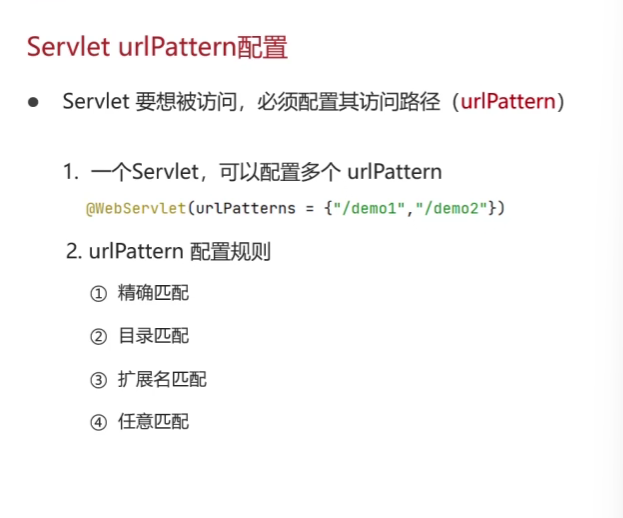 Servlet urlPattern配置
● Servlet 要想被访问，必须配置其访问路径（urlPattern）
1. 一个Servlet，可以配置多个 urlPattern
@WebServlet(urlPatterns = {"/demo1","/demo2"})
2. urlPattern 配置规则
① 精确匹配
② 目录匹配
③ 扩展名匹配
④ 任意匹配